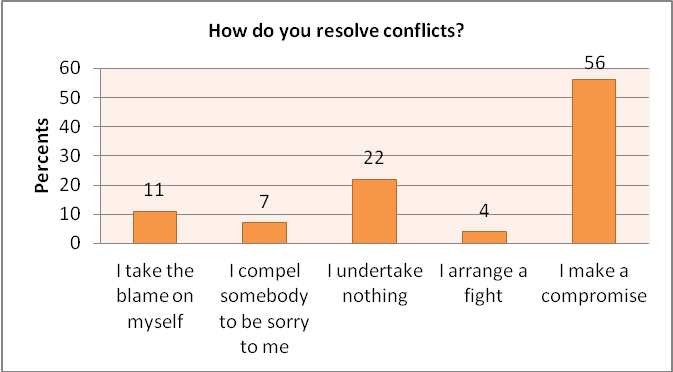 How do you resolve conflicts?
Percents
60
50
40
30
20
10
0
11
7
22
4
56
I take the
blame on
myself
I compel
somebody
to be sorry
to me
I undertake
nothing
I arrange a
fight
I make a
compromise